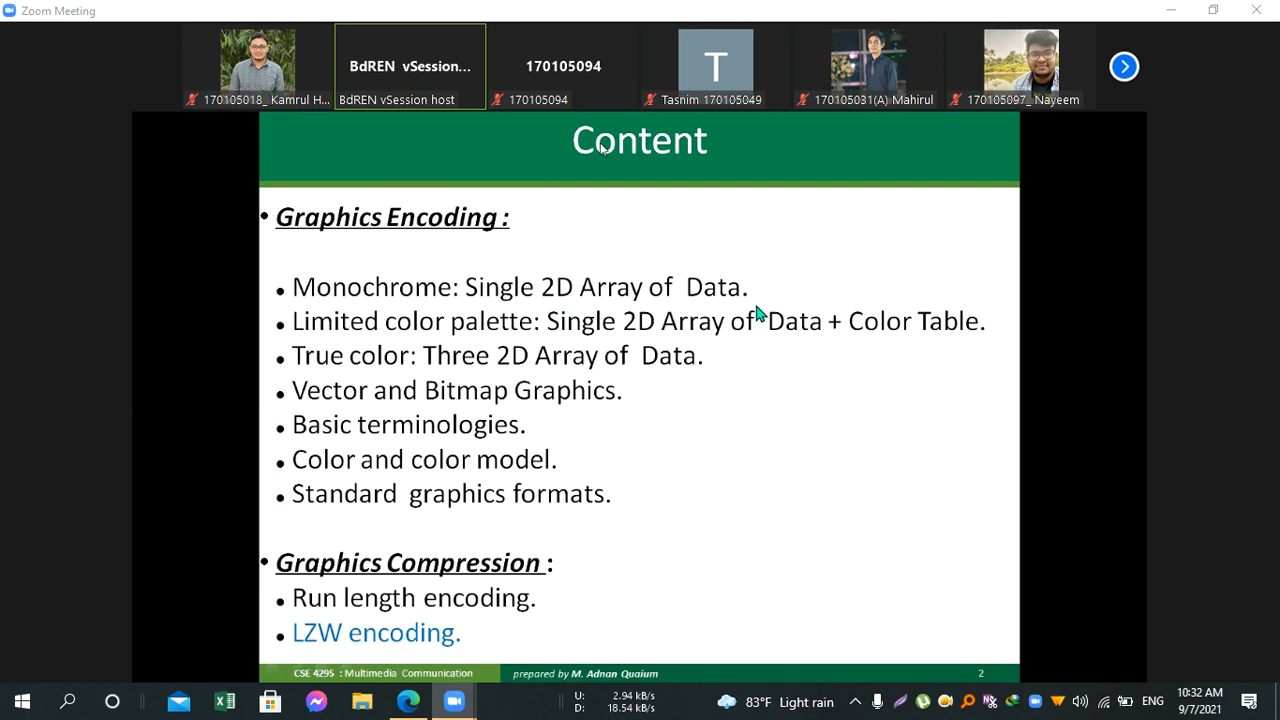 Zoom Meeting
BdREN vSession...
170105094
T
170105018_ Kamrul H...
BdREN vSession host
170105094
Tasnim 170105049
170105031(A) Mahirul
170105097_ Nayeem
Content
• Graphics Encoding :
• Monochrome: Single 2D Array of Data.
• Limited color palette: Single 2D Array of Data + Color Table.
• True color: Three 2D Array of Data.
• Vector and Bitmap Graphics.
• Basic terminologies.
• Color and color model.
• Standard graphics formats.
• Graphics Compression :
• Run length encoding.
• LZW encoding.
CSE 4295 : Multimedia Communication
prepared by M. Adnan Quaium
2
U: 2.94 kB/s
D: 18.54 kB/s
83°F Light rain
ENG
10:32 AM
9/7/2021